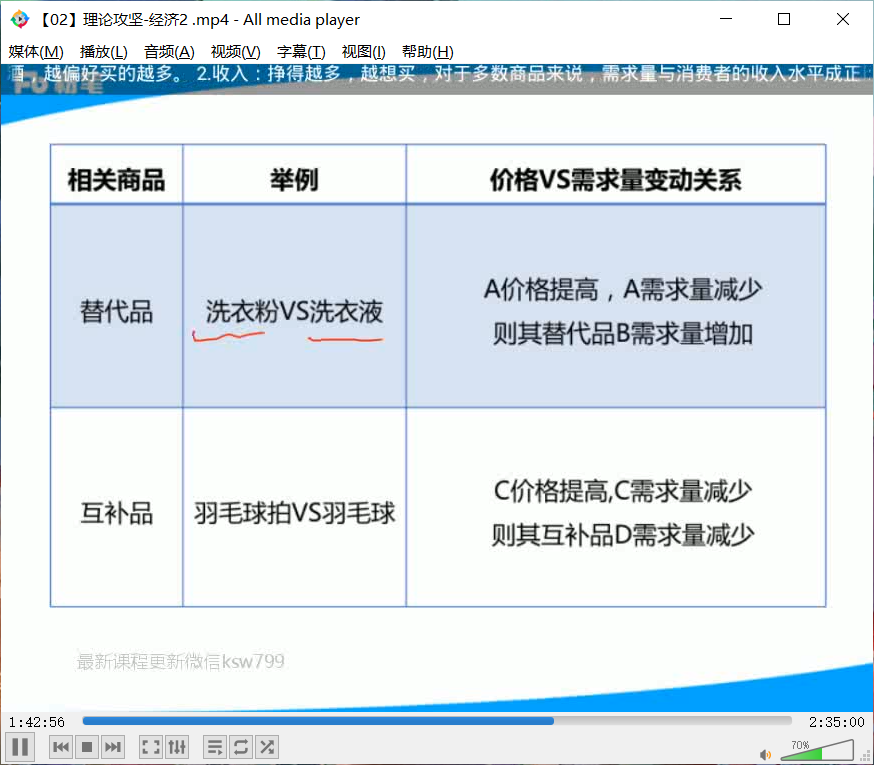 【02】理论攻坚-经济2 .mp4 - All media player
媒体(M) 播放(L) 音频(A) 视频(V) 字幕(T) 视图(I) 帮助(H)
酒，越偏好买的越多。 2.收入：挣得越多，越想买，对于多数商品来说，需求量与消费者的收入水平成正
粉笔
相关商品 举例 价格VS需求量变动关系
替代品 洗衣粉VS洗衣液 A价格提高，A需求量减少
则其替代品B需求量增加
互补品 羽毛球拍VS羽毛球 C价格提高,C需求量减少
则其互补品D需求量减少
最新课程更新微信ksw799
1:42:56 2:35:00
70%